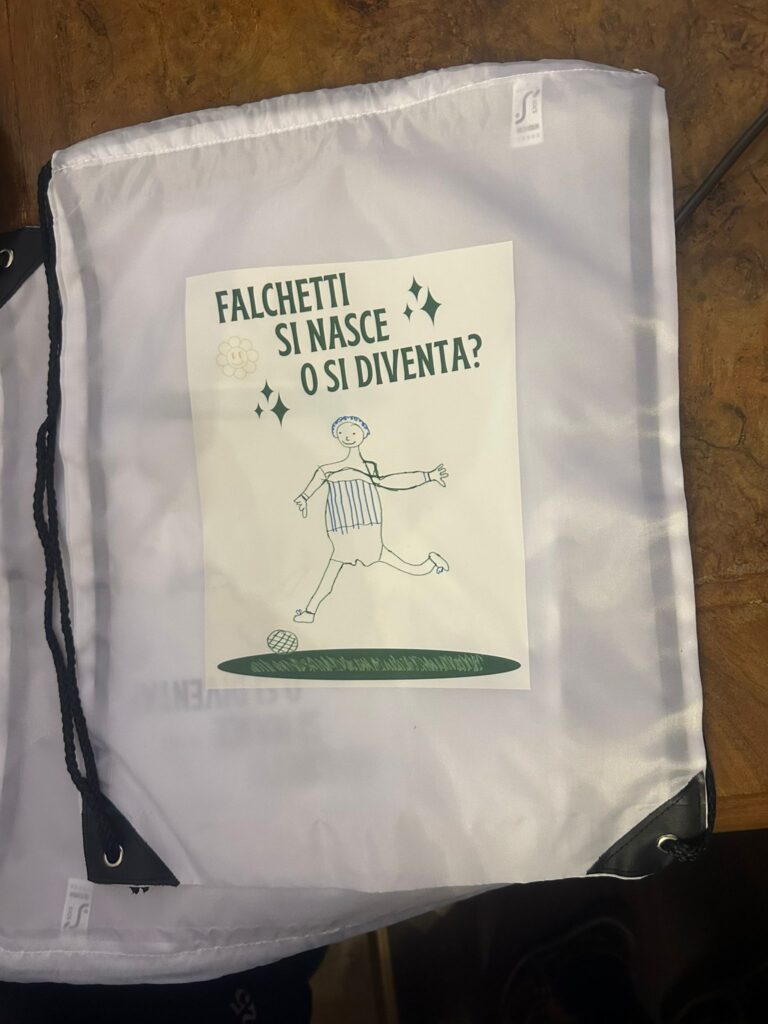 FALCHETTI
SI NASCE
O SI DIVENTA?